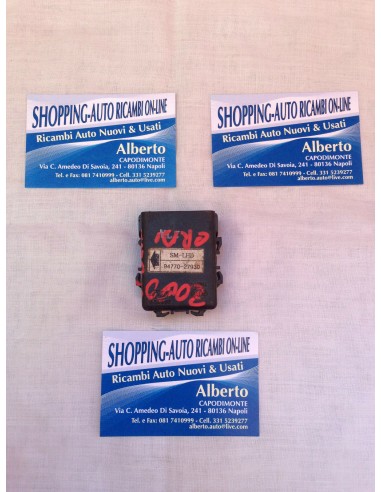 SHOPPING-AUTO RICAMBI ON-LINE
Ricambi Auto Nuovi & Usati
Alberto
CAPODIMONTE
Via C. Amedeo Di Savoia, 241 - 80136 Napoli
Tel. e Fax: 081 7410999 - Cell. 331 5239277
alberto.auto@live.com
SHOPPING-AUTO RICAMBI ON-LINE
Ricambi Auto Nuovi & Usati
Alberto
CAPODIMONTE
Via C. Amedeo Di Savoia, 241 - 80136 Napoli
Tel. e Fax: 081 7410999 - Cell. 331 5239277
alberto.auto@live.com
SHOPPING-AUTO RICAMBI ON-LINE
Ricambi Auto Nuovi & Usati
Alberto
CAPODIMONTE
Via C. Amedeo Di Savoia, 241 - 80136 Napoli
Tel. e Fax: 081 7410999 - Cell. 331 5239277
alberto.auto@live.com